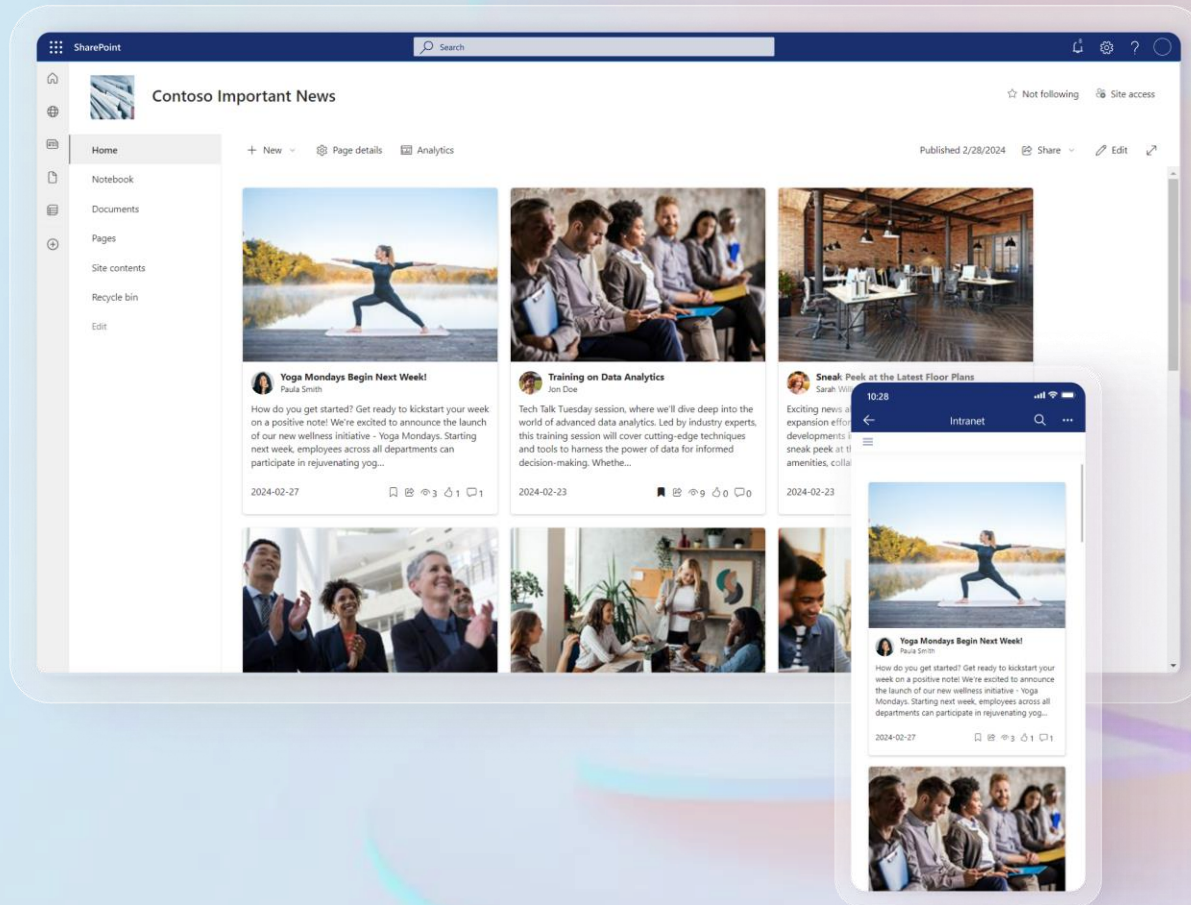 SharePoint
Search
Contoso Important News
Not following
Site access
Home
Notebook
Documents
Pages
Site contents
Recycle bin
Edit
New
Page details
Analytics
Published 2/28/2024
Share
Edit
Yoga Mondays Begin Next Week!
Paula Smith
How do you get started? Get ready to kickstart your week
on a positive note! We're excited to announce the launch
of our new wellness initiative - Yoga Mondays. Starting
next week, employees across all departments can
participate in rejuvenating yog...
2024-02-27
3 1 1
Training on Data Analytics
Jon Doe
Tech Talk Tuesday session, where we'll dive deep into the
world of advanced data analytics. Led by industry experts,
this training session will cover cutting-edge techniques
and tools to harness the power of data for informed
decision-making. Whethe...
2024-02-23
9 0 0
Sneak Peek at the Latest Floor Plans
Sarah
Exciting news
expansion
developments
sneak peek at
amenities,
2024-02-23
10:28
Intranet
Yoga Mondays Begin Next Week!
Paula Smith
How do you get started? Get ready to kickstart your
week on a positive note! We're excited to announce
the launch of our new wellness initiative - Yoga
Mondays. Starting next week, employees across all
departments can participate in rejuvenating yog...
2024-02-27
3 1 1